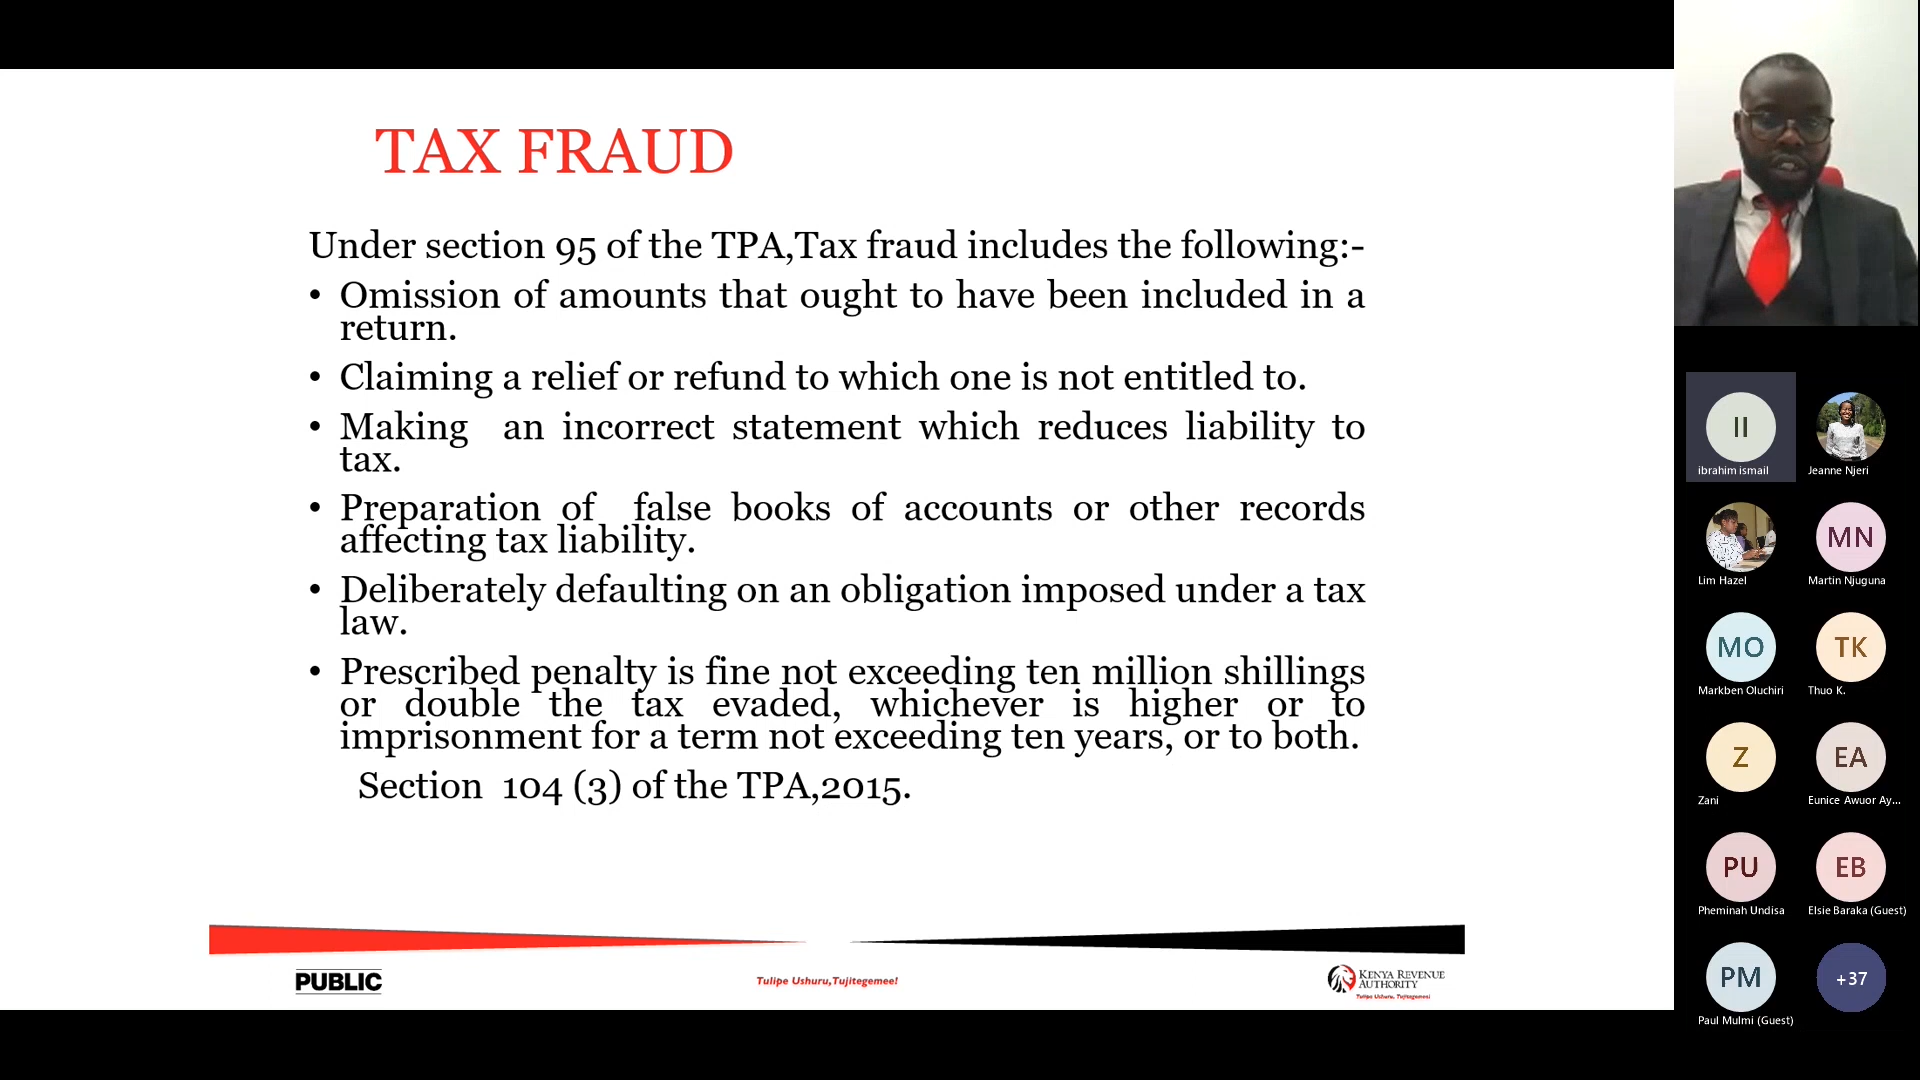 TAX FRAUD
Under section 95 of the TPA,Tax fraud includes the following:-
• Omission of amounts that ought to have been included in a
return.
• Claiming a relief or refund to which one is not entitled to.
• Making an incorrect statement which reduces liability to
tax.
• Preparation of false books of accounts or other records
affecting tax liability.
• Deliberately defaulting on an obligation imposed under a tax
law.
• Prescribed penalty is fine not exceeding ten million shillings
or double the tax evaded, whichever is higher or to
imprisonment for a term not exceeding ten years, or to both.
Section 104 (3) of the TPA,2015.
PUBLIC
Tulipe Ushuru,Tujitegemee!
KENYA REVENUE
AUTHORITY
Tulipe Ushuru, Tujitegemee!
II
ibrahim ismail
Jeanne Njeri
Lim Hazel
MN
Martin Njuguna
MO
Markben Oluchiri
TK
Thuo K.
Z
Zani
EA
Eunice Awuor Ay...
PU
Pheminah Undisa
EB
Elsie Baraka (Guest)
PM
Paul Mulmi (Guest)
+37